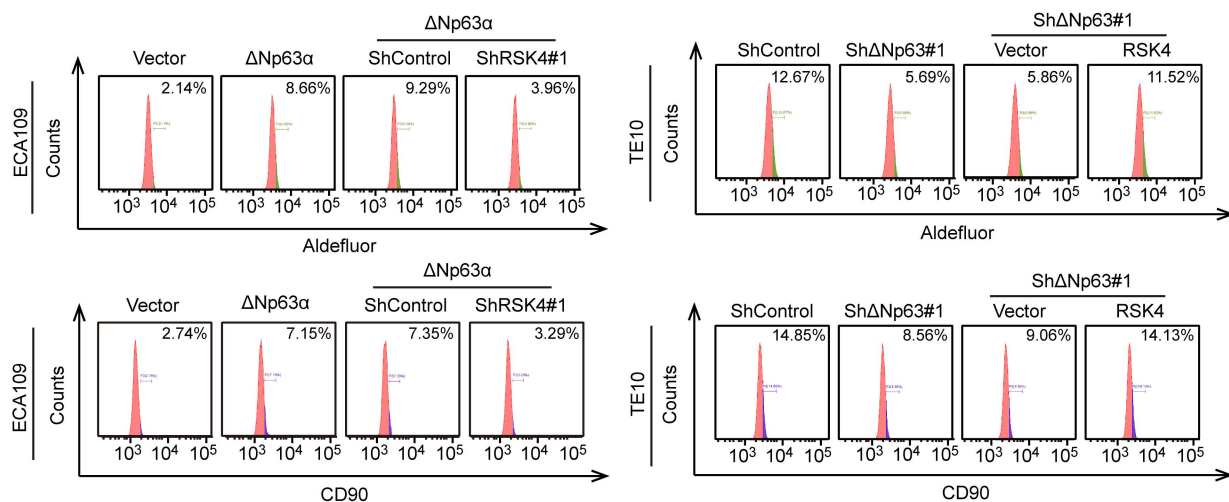 ΔNp63α
Vector ΔNp63α ShControl ShRSK4#1
2.14% 8.66% 9.29% 3.96%
ECA109
Counts
10³ 10⁴ 10⁵ 10³ 10⁴ 10⁵ 10³ 10⁴ 10⁵ 10³ 10⁴ 10⁵
Aldefluor
ShΔNp63#1
ShControl ShΔNp63#1 Vector RSK4
12.67% 5.69% 5.86% 11.52%
TE10
Counts
10³ 10⁴ 10⁵ 10³ 10⁴ 10⁵ 10³ 10⁴ 10⁵ 10³ 10⁴ 10⁵
Aldefluor
ΔNp63α
Vector ΔNp63α ShControl ShRSK4#1
2.74% 7.15% 7.35% 3.29%
ECA109
Counts
10³ 10⁴ 10⁵ 10³ 10⁴ 10⁵ 10³ 10⁴ 10⁵ 10³ 10⁴ 10⁵
CD90
ShΔNp63#1
ShControl ShΔNp63#1 Vector RSK4
14.85% 8.56% 9.06% 14.13%
TE10
Counts
10³ 10⁴ 10⁵ 10³ 10⁴ 10⁵ 10³ 10⁴ 10⁵ 10³ 10⁴ 10⁵
CD90